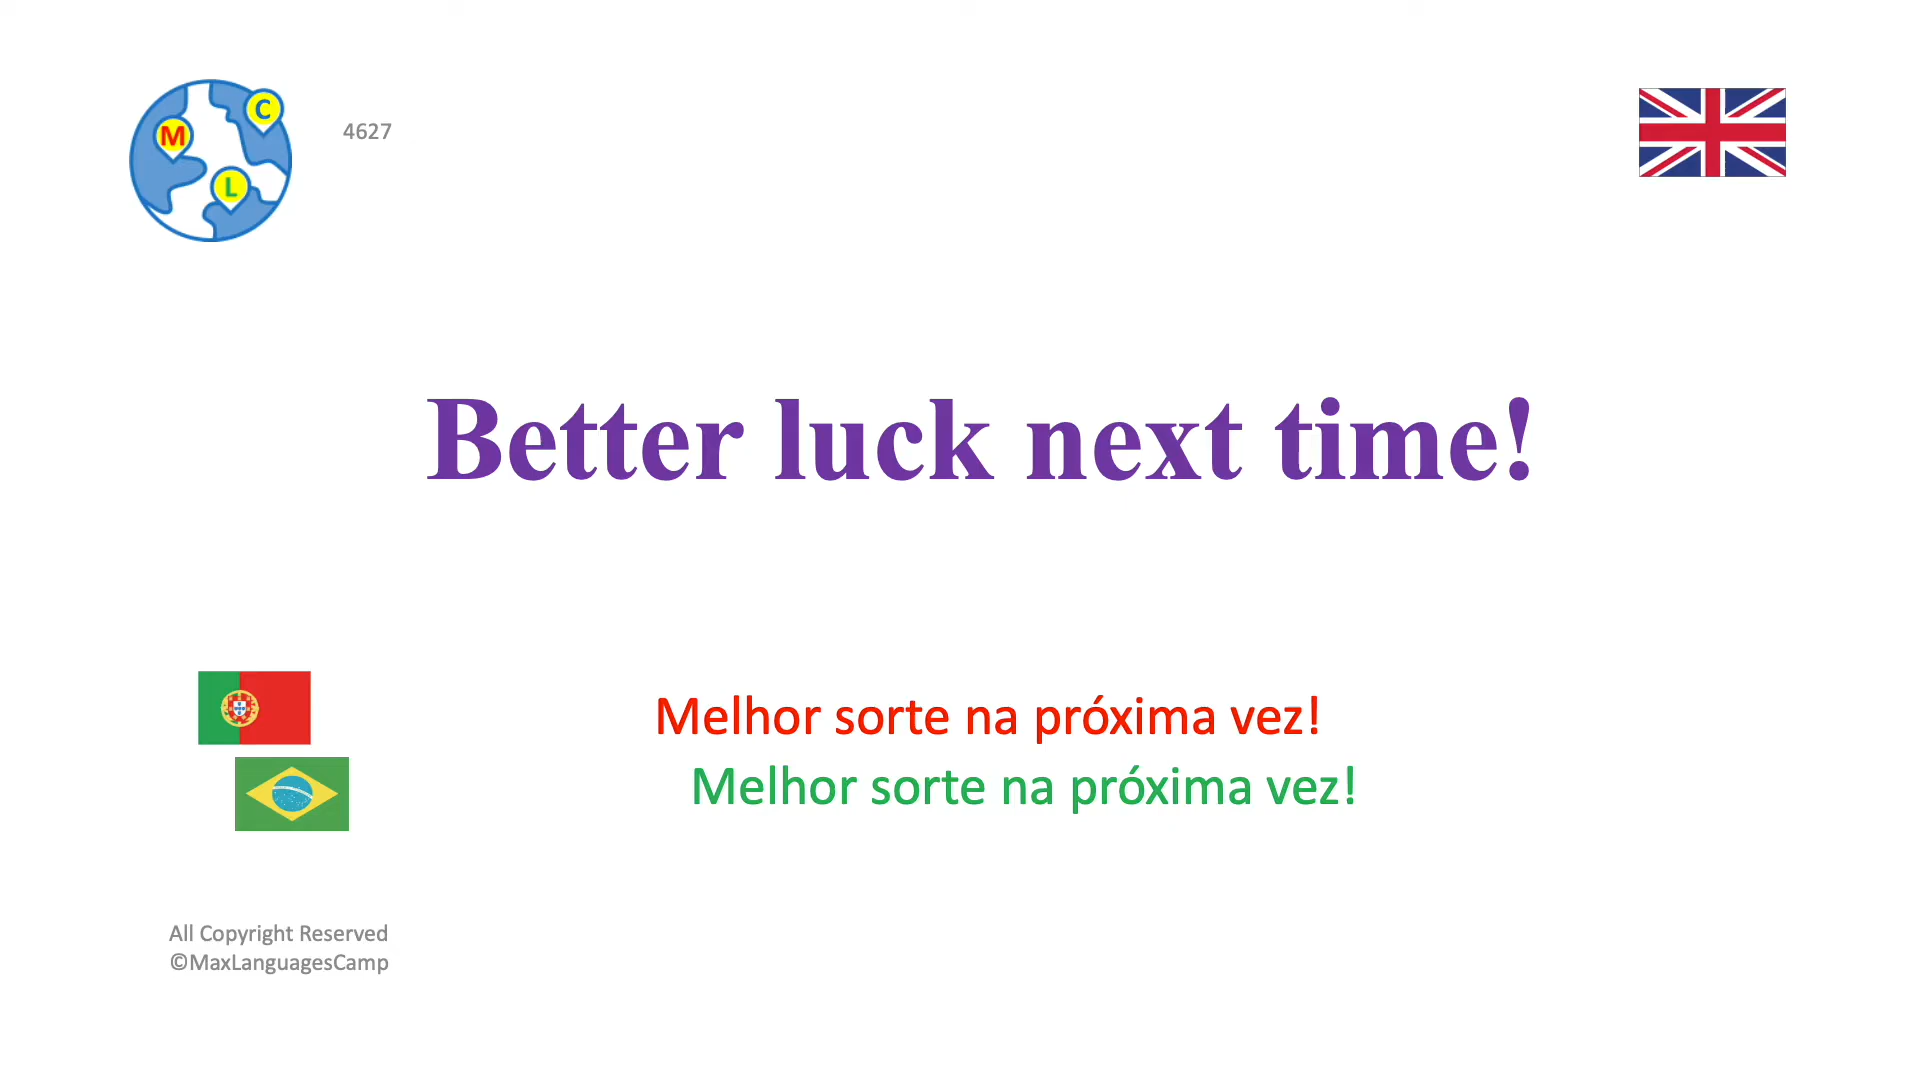 C
M
L
4627
Better luck next time!
Melhor sorte na próxima vez!
Melhor sorte na próxima vez!
All Copyright Reserved
©MaxLanguagesCamp